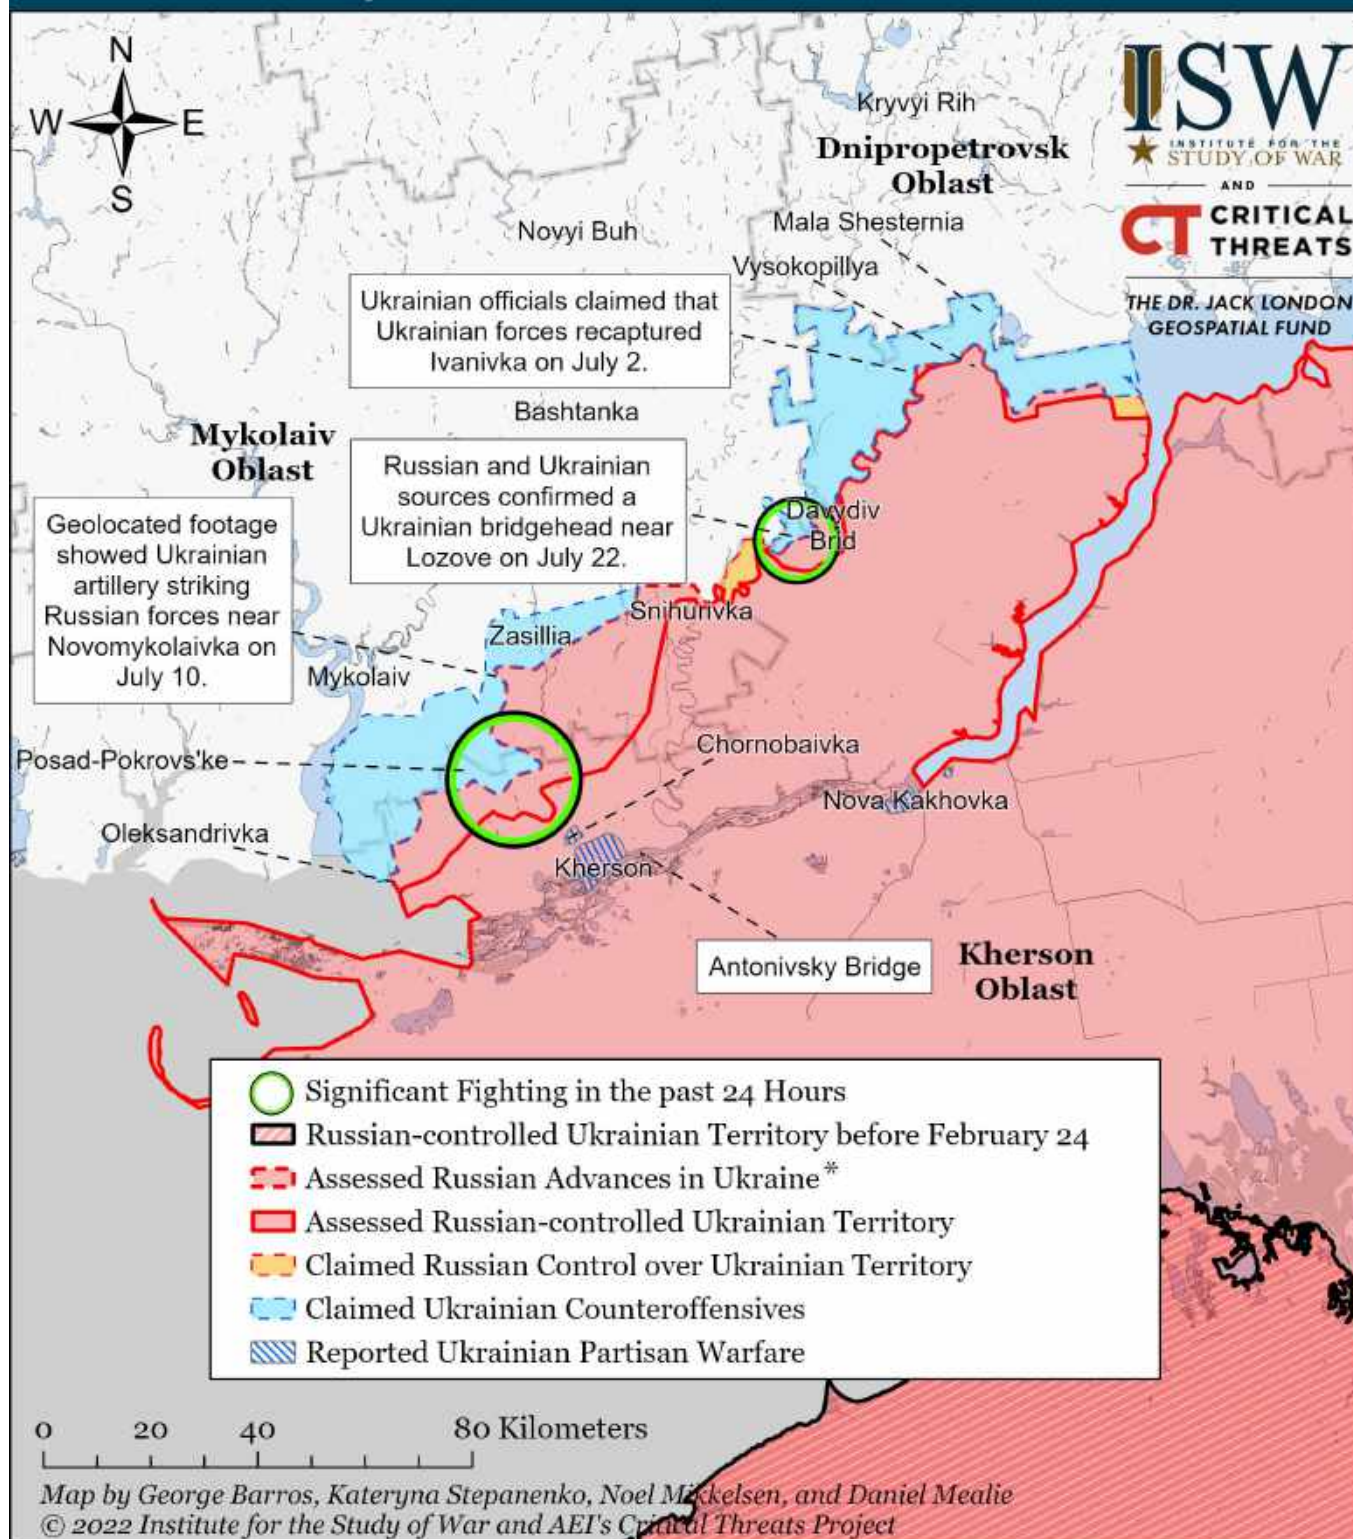 N
W E
S
ISW
INSTITUTE FOR THE
STUDY OF WAR
AND
CT CRITICAL
THREATS
THE DR. JACK LONDON
GEOSPATIAL FUND
Kryvyi Rih
Dnipropetrovsk
Oblast
Mala Shesternia
Novyi Buh
Vysokopillya
Ukrainian officials claimed that
Ukrainian forces recaptured
Ivanivka on July 2.
Bashtanka
Mykolaiv
Oblast
Russian and Ukrainian
sources confirmed a
Ukrainian bridgehead near
Lozove on July 22.
Geolocated footage
showed Ukrainian
artillery striking
Russian forces near
Novomykolaivka on
July 10.
Davydiv
Brid
Snihurivka
Zasillia
Mykolaiv
Chornobaivka
Posad-Pokrovs'ke
Nova Kakhovka
Oleksandrivka
Kherson
Antonivsky Bridge
Kherson
Oblast
Significant Fighting in the past 24 Hours
Russian-controlled Ukrainian Territory before February 24
Assessed Russian Advances in Ukraine*
Assessed Russian-controlled Ukrainian Territory
Claimed Russian Control over Ukrainian Territory
Claimed Ukrainian Counteroffensives
Reported Ukrainian Partisan Warfare
0 20 40 80 Kilometers
Map by George Barros, Kateryna Stepanenko, Noel Mikkelsen, and Daniel Mealie
© 2022 Institute for the Study of War and AEI's Critical Threats Project